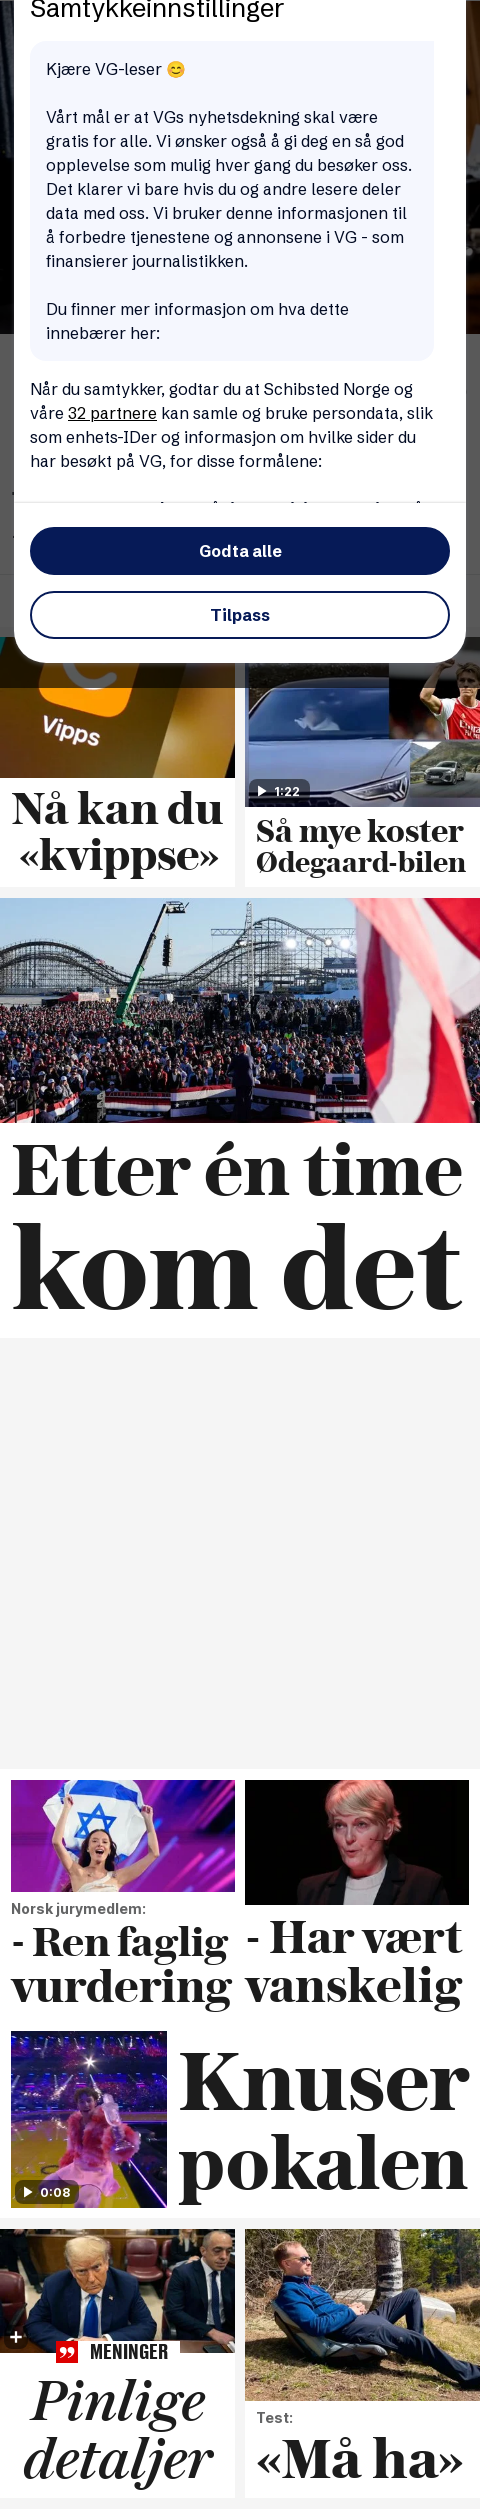 Samtykkeinnstillinger
Kjære VG-leser 😊
Vårt mål er at VGs nyhetsdekning skal være
gratis for alle. Vi ønsker også å gi deg en så god
opplevelse som mulig hver gang du besøker oss.
Det klarer vi bare hvis du og andre lesere deler
data med oss. Vi bruker denne informasjonen til
å forbedre tjenestene og annonsene i VG - som
finansierer journalistikken.
Du finner mer informasjon om hva dette
innebærer her:
Når du samtykker, godtar du at Schibsted Norge og
våre 32 partnere kan samle og bruke persondata, slik
som enhets-IDer og informasjon om hvilke sider du
har besøkt på VG, for disse formålene:
Godta alle
Tilpass
Vipps
Nå kan du
«kvippse»
1:22
Så mye koster
Ødegaard-bilen
Etter én time
kom det
Norsk jurymedlem:
- Ren faglig
vurdering
- Har vært
vanskelig
0:08
Knuser
pokalen
MENINGER
Pinlige
detaljer
Test:
«Må ha»